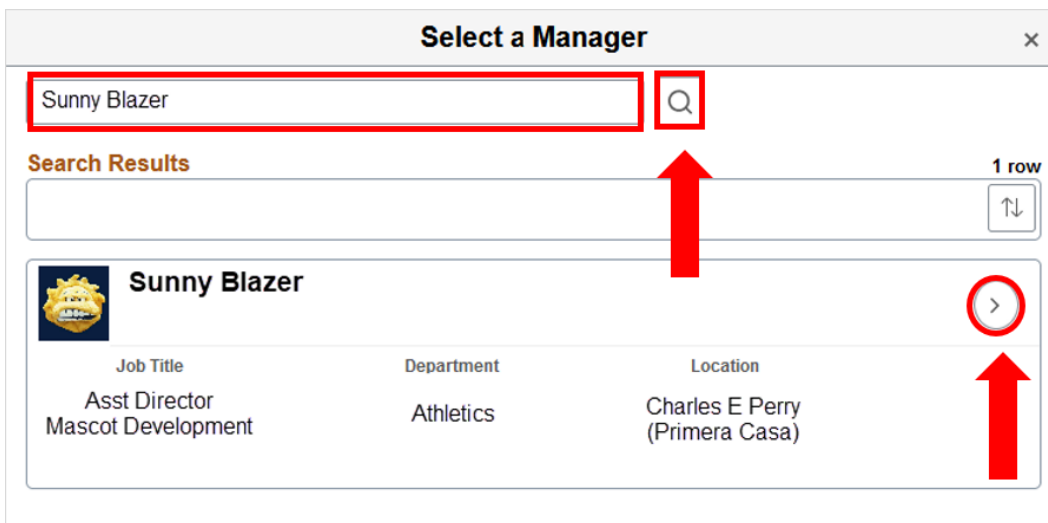 Select a Manager
×
Sunny Blazer
Search Results
1 row
Sunny Blazer
Job Title
Department
Location
Asst Director
Mascot Development
Athletics
Charles E Perry
(Primera Casa)